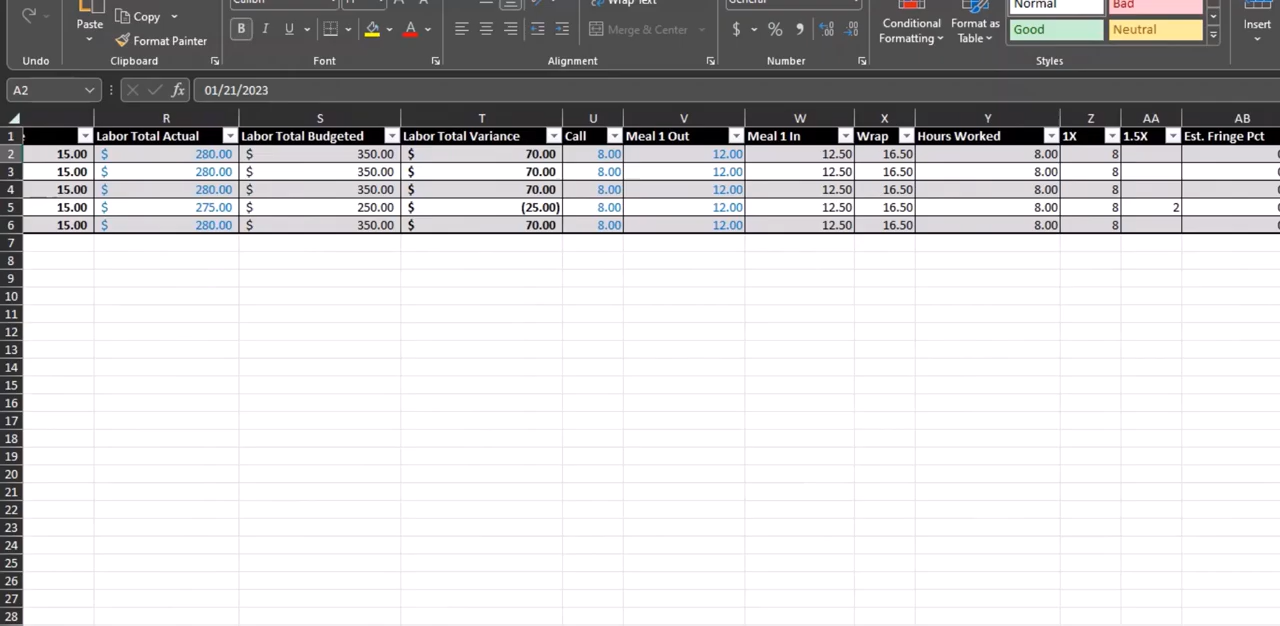 Calibri 11 Wrap Text General Normal Bad
Copy Conditional Format as Insert
Paste Format Painter B I U A Merge & Center $ % 9 Formatting Table Good Neutral
Undo Clipboard Font Alignment Number Styles
A2 fx 01/21/2023
R S T U V W X Y Z AA AB
1 Labor Total Actual Labor Total Budgeted Labor Total Variance Call Meal 1 Out Meal 1 In Wrap Hours Worked 1X 1.5X Est. Fringe Pct
2 15.00 $ 280.00 $ 350.00 $ 70.00 8.00 12.00 12.50 16.50 8.00 8
3 15.00 $ 280.00 $ 350.00 $ 70.00 8.00 12.00 12.50 16.50 8.00 8
4 15.00 $ 280.00 $ 350.00 $ 70.00 8.00 12.00 12.50 16.50 8.00 8
5 15.00 $ 275.00 $ 250.00 $ (25.00) 8.00 12.00 12.50 16.50 8.00 8 2
6 15.00 $ 280.00 $ 350.00 $ 70.00 8.00 12.00 12.50 16.50 8.00 8
7
8
9
10
11
12
13
14
15
16
17
18
19
20
21
22
23
24
25
26
27
28